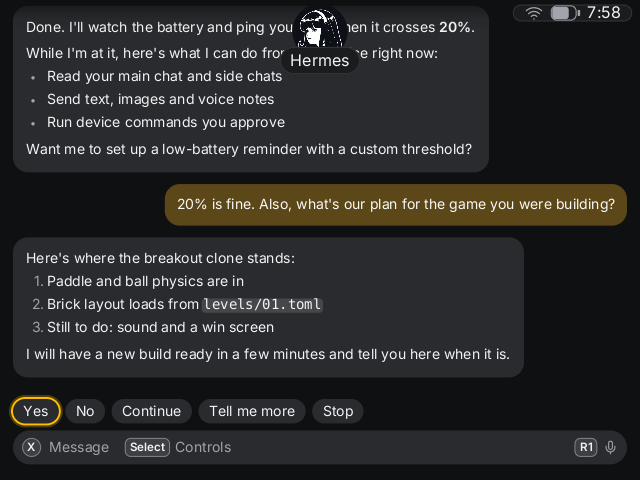 7:58
Done. I'll watch the battery and ping you en it crosses 20%.
Hermes
While I'm at it, here's what I can do fro e right now:
• Read your main chat and side chats
• Send text, images and voice notes
• Run device commands you approve
Want me to set up a low-battery reminder with a custom threshold?
20% is fine. Also, what's our plan for the game you were building?
Here's where the breakout clone stands:
1. Paddle and ball physics are in
2. Brick layout loads from levels/01.toml
3. Still to do: sound and a win screen
I will have a new build ready in a few minutes and tell you here when it is.
Yes No Continue Tell me more Stop
X Message Select Controls R1